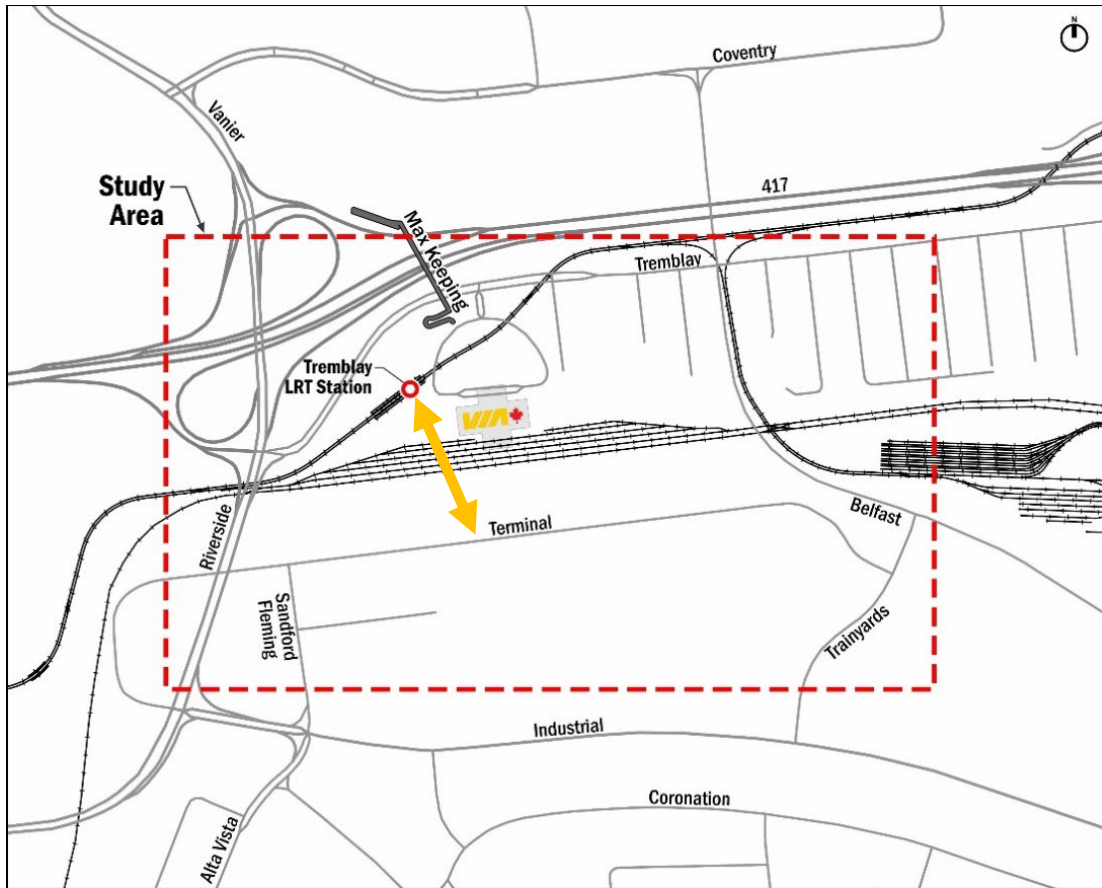 N
Coventry
Vanier
Study
Area
417
Max Keeping
Tremblay
Tremblay
LRT Station
VIA
Terminal
Belfast
Riverside
Sandford
Fleming
Trainyards
Industrial
Coronation
Alta Vista